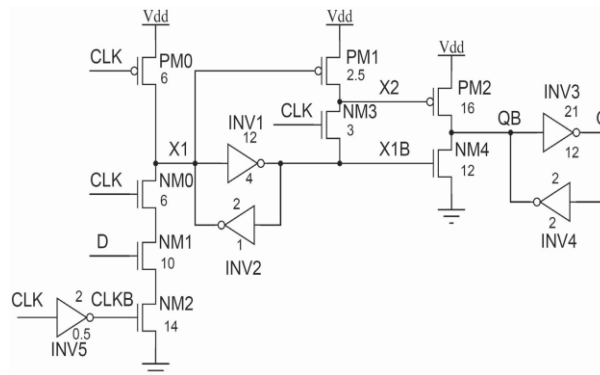 Vdd
Vdd
Vdd
CLK
PM0
6
PM1
2.5
X2
PM2
16
INV3
21
12
CLK
NM3
3
INV1
12
4
X1
X1B
QB
NM4
12
CLK
NM0
6
2
1
INV2
2
2
INV4
D
NM1
10
CLK
2
0.5
INV5
CLKB
NM2
14